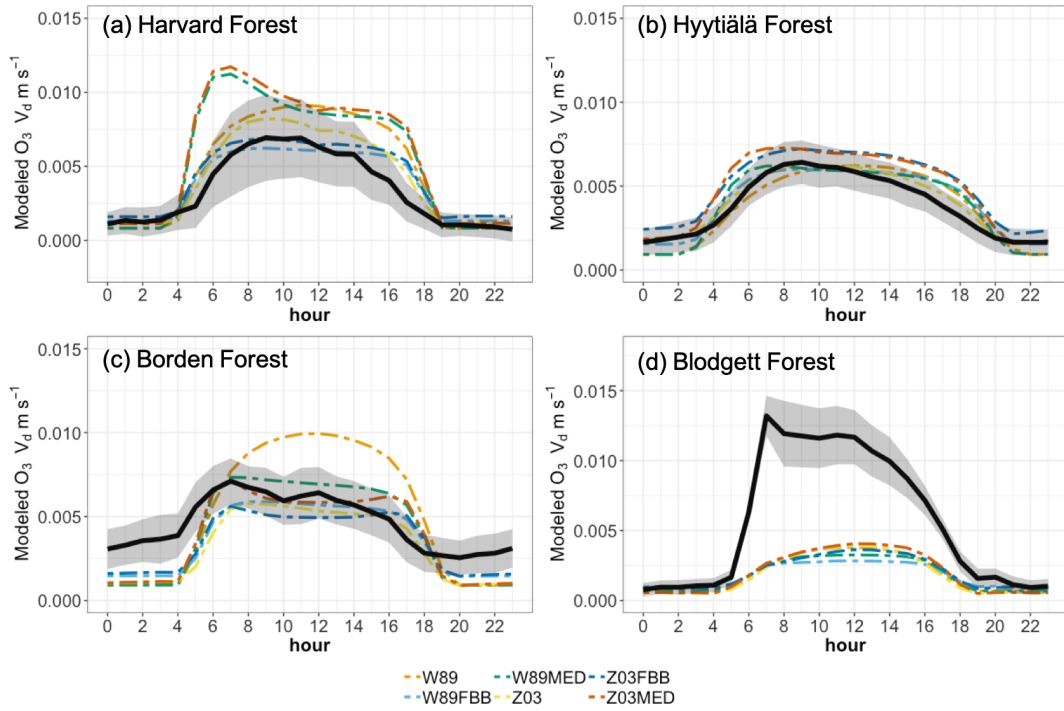 (a) Harvard Forest
(b) Hyytiälä Forest
0.015
0.010
0.005
0.000
Modeled O₃ V_d m s⁻¹
0 2 4 6 8 10 12 14 16 18 20 22
hour
0.015
0.010
0.005
0.000
Modeled O₃ V_d m s⁻¹
0 2 4 6 8 10 12 14 16 18 20 22
hour
(c) Borden Forest
(d) Blodgett Forest
0.015
0.010
0.005
0.000
Modeled O₃ V_d m s⁻¹
0 2 4 6 8 10 12 14 16 18 20 22
hour
0.015
0.010
0.005
0.000
Modeled O₃ V_d m s⁻¹
0 2 4 6 8 10 12 14 16 18 20 22
hour
W89 W89MED Z03FBB
W89FBB Z03 Z03MED